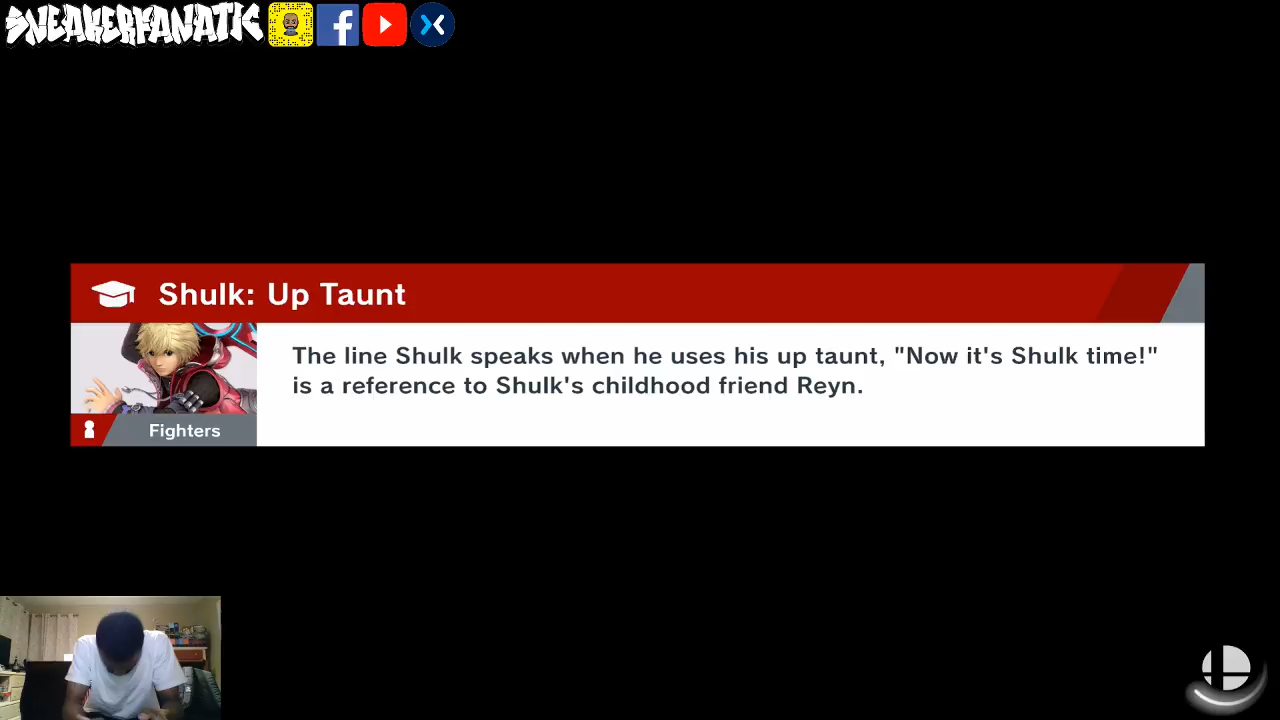 SNEAKERFANATIC
Shulk: Up Taunt
The line Shulk speaks when he uses his up taunt, "Now it's Shulk time!"
is a reference to Shulk's childhood friend Reyn.
Fighters